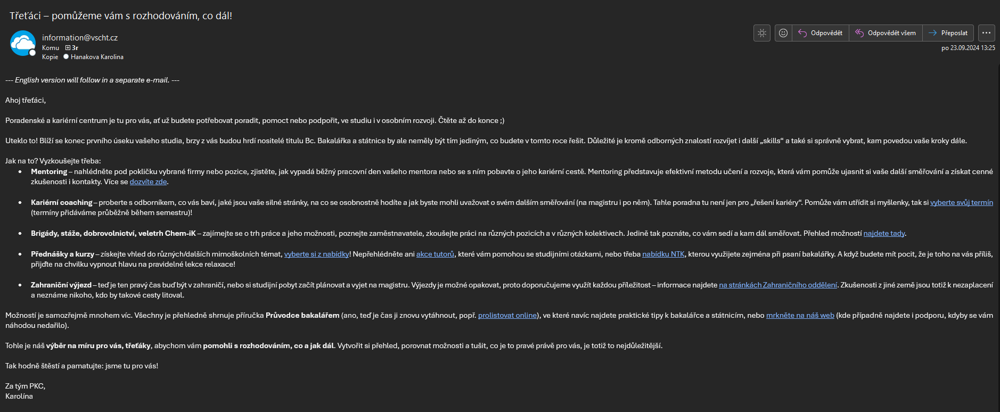 Třeťáci – pomůžeme vám s rozhodováním, co dál!
information@vscht.cz
Komu 3r
Kopie Hanakova Karolina
Odpovědět
Odpovědět všem
Přeposlat
po 23.09.2024 13:25
--- English version will follow in a separate e-mail. ---
Ahoj třeťáci,
Poradenské a kariérní centrum je tu pro vás, ať už budete potřebovat poradit, pomoct nebo podpořit, ve studiu i v osobním rozvoji. Čtěte až do konce ;)
Uteklo to! Blíží se konec prvního úseku vašeho studia, brzy z vás budou hrdí nositelé titulu Bc. Bakalářka a státnice by ale neměly být tím jediným, co budete v tomto roce řešit. Důležité je kromě odborných znalostí rozvíjet i další „skills“ a také si správně vybrat, kam povedou vaše kroky dále.
Jak na to? Vyzkoušejte třeba:
• Mentoring – nahlédněte pod pokličku vybrané firmy nebo pozice, zjistěte, jak vypadá běžný pracovní den vašeho mentora nebo se s ním pobavte o jeho kariérní cestě. Mentoring představuje efektivní metodu učení a rozvoje, která vám pomůže ujasnit si vaše další směřování a získat cenné
zkušenosti i kontakty. Více se dozvíte zde.
• Kariérní coaching – proberte s odborníkem, co vás baví, jaké jsou vaše silné stránky, na co se osobnostně hodíte a jak byste mohli uvažovat o svém dalším směřování (na magistru i po něm). Tahle poradna tu není jen pro „řešení kariéry“. Pomůže vám utřídit si myšlenky, tak si vyberte svůj termín
(termíny přidáváme průběžně během semestru)!
• Brigády, stáže, dobrovolnictví, veletrh Chem-iK – zajímejte se o trh práce a jeho možnosti, poznejte zaměstnavatele, zkoušejte práci na různých pozicích a v různých kolektivech. Jedině tak poznáte, co vám sedí a kam dál směřovat. Přehled možností najdete tady.
• Přednášky a kurzy – získejte vhled do různých/dalších mimoškolních témat, vyberte si z nabídky! Nepřehlédněte ani akce tutorů, které vám pomohou se studijními otázkami, nebo třeba nabídku NTK, kterou využijete zejména při psaní bakalářky. A když budete mít pocit, že je toho na vás příliš,
přijďte na chvilku vypnout hlavu na pravidelné lekce relaxace!
• Zahraniční výjezd – teď je ten pravý čas buď být v zahraničí, nebo si studijní pobyt začít plánovat a vyjet na magistru. Výjezdy je možné opakovat, proto doporučujeme využít každou příležitost – informace najdete na stránkách Zahraničního oddělení. Zkušenosti z jiné země jsou totiž k nezaplacení
a neznáme nikoho, kdo by takové cesty litoval.
Možností je samozřejmě mnohem víc. Všechny je přehledně shrnuje příručka Průvodce bakalářem (ano, teď je čas ji znovu vytáhnout, popř. prolistovat online), ve které navíc najdete praktické tipy k bakalářce a státnicím, nebo mrkněte na náš web (kde případně najdete i podporu, kdyby se vám
náhodou nedařilo).
Tohle je náš výběr na míru pro vás, třeťáky, abychom vám pomohli s rozhodováním, co a jak dál. Vytvořit si přehled, porovnat možnosti a tušit, co je to pravé právě pro vás, je totiž to nejdůležitější.
Tak hodně štěstí a pamatujte: jsme tu pro vás!
Za tým PKC,
Karolína